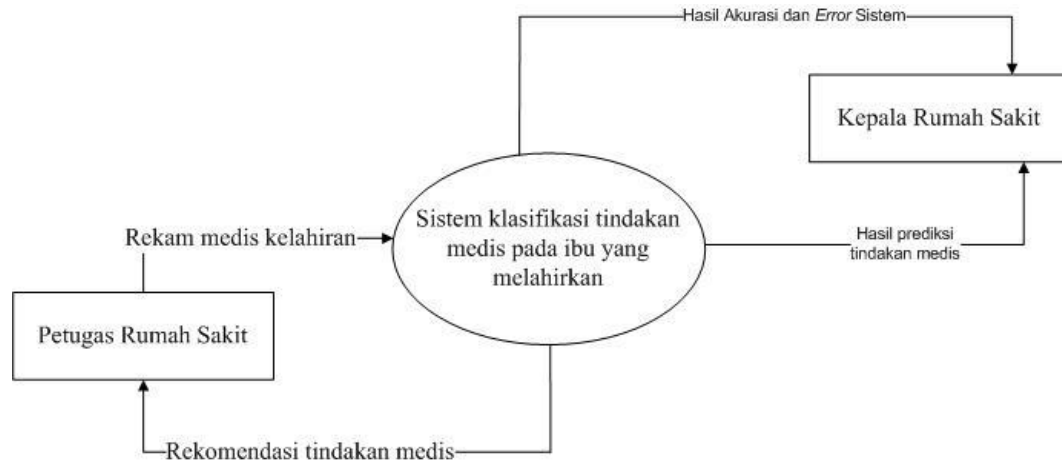 Hasil Akurasi dan Error Sistem
Kepala Rumah Sakit
Sistem klasifikasi tindakan
medis pada ibu yang
melahirkan
Rekam medis kelahiran
Hasil prediksi
tindakan medis
Petugas Rumah Sakit
Rekomendasi tindakan medis